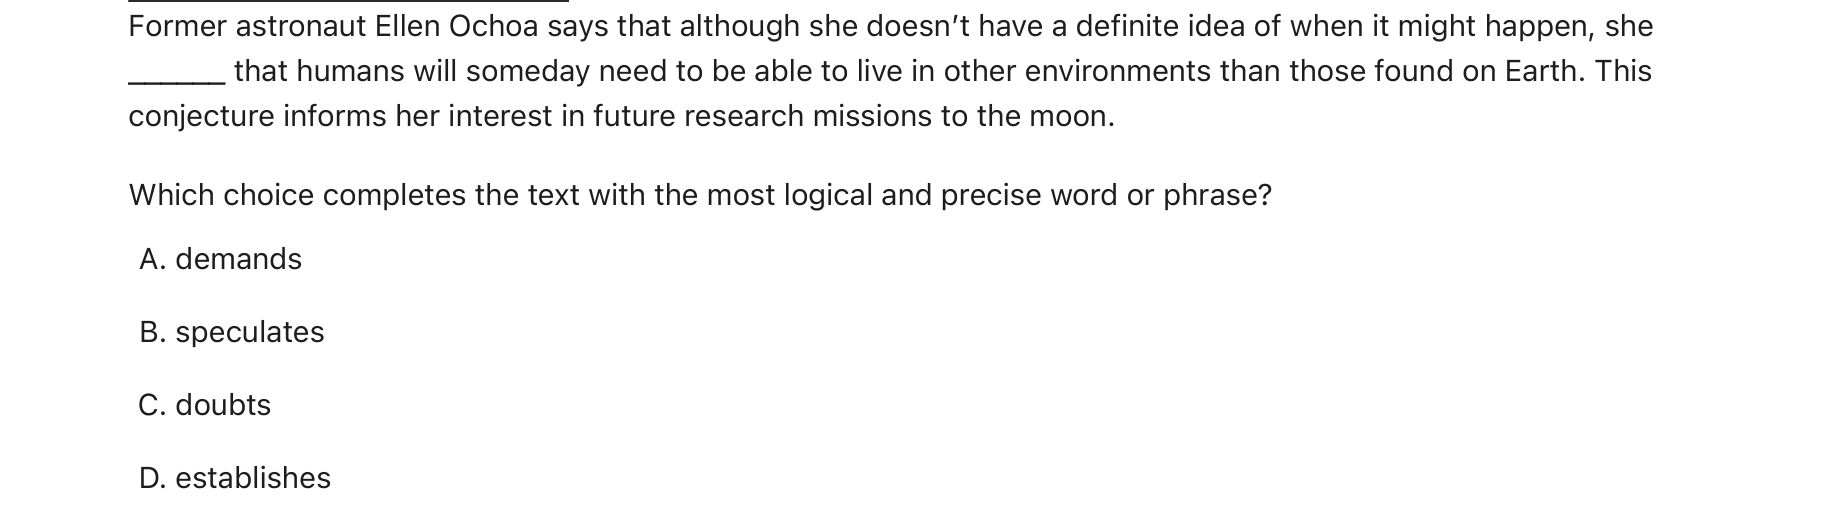 Former astronaut Ellen Ochoa says that although she doesn’t have a definite idea of when it might happen, she
______ that humans will someday need to be able to live in other environments than those found on Earth. This
conjecture informs her interest in future research missions to the moon.
Which choice completes the text with the most logical and precise word or phrase?
A. demands
B. speculates
C. doubts
D. establishes